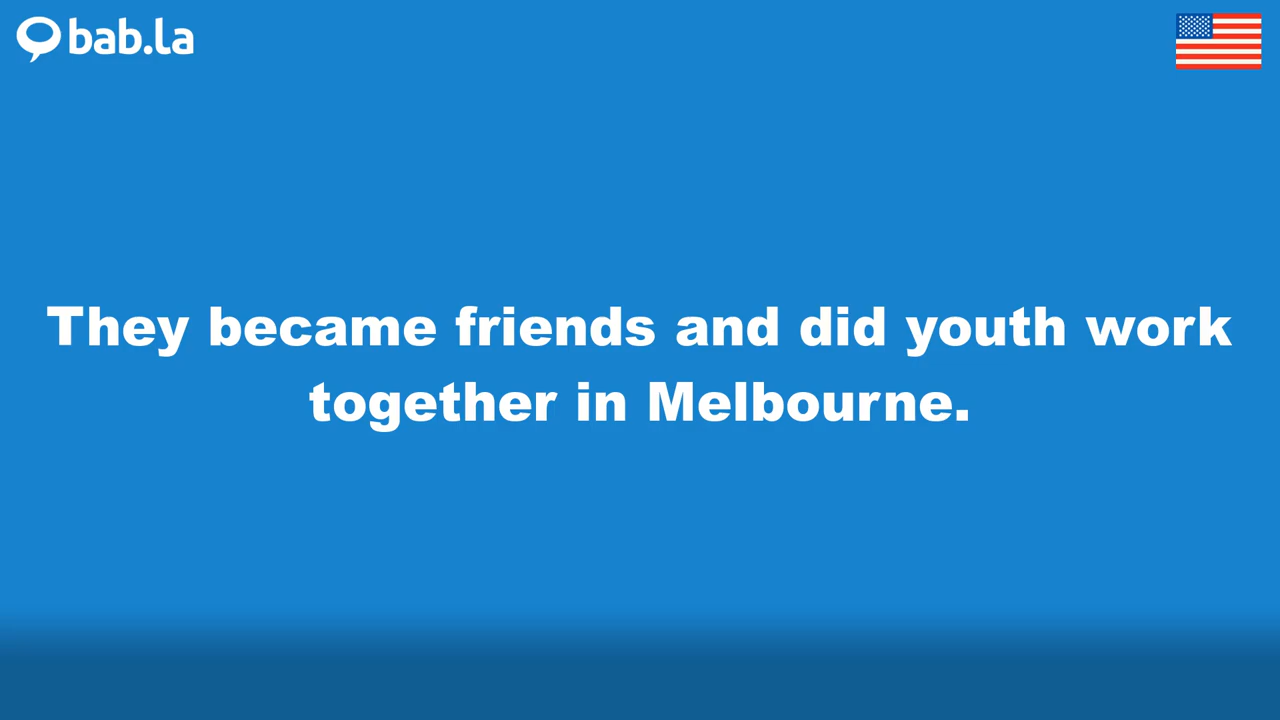 bab.la
They became friends and did youth work
together in Melbourne.